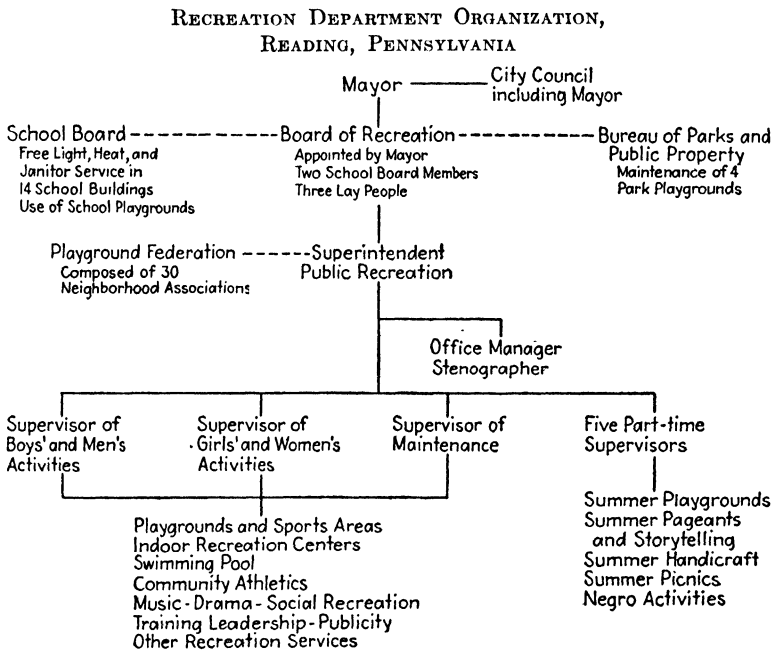 RECREATION DEPARTMENT ORGANIZATION,
READING, PENNSYLVANIA
Mayor
City Council
including Mayor
School Board
Free Light, Heat, and
Janitor Service in
14 School Buildings
Use of School Playgrounds
Board of Recreation
Appointed by Mayor
Two School Board Members
Three Lay People
Bureau of Parks and
Public Property
Maintenance of 4
Park Playgrounds
Playground Federation
Composed of 30
Neighborhood Associations
Superintendent
Public Recreation
Office Manager
Stenographer
Supervisor of
Boys' and Men's
Activities
Supervisor of
Girls' and Women's
Activities
Supervisor of
Maintenance
Five Part-time
Supervisors
Playgrounds and Sports Areas
Indoor Recreation Centers
Swimming Pool
Community Athletics
Music-Drama-Social Recreation
Training Leadership-Publicity
Other Recreation Services
Summer Playgrounds
Summer Pageants
and Storytelling
Summer Handicraft
Summer Picnics
Negro Activities